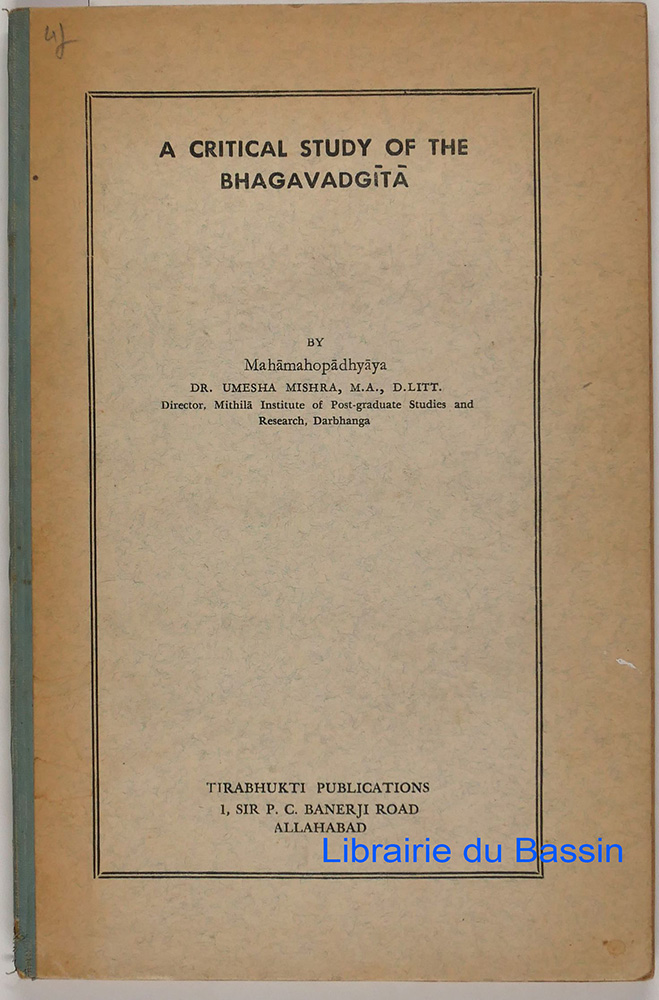 A CRITICAL STUDY OF THE
BHAGAVADGĪTĀ
BY
Mahāmahopādhyāya
DR. UMESHA MISHRA, M.A., D.LITT.
Director, Mithilā Institute of Post-graduate Studies and
Research, Darbhanga
TIRABHUKTI PUBLICATIONS
1, SIR P. C. BANERJI ROAD
ALLAHABAD
Librairie du Bassin